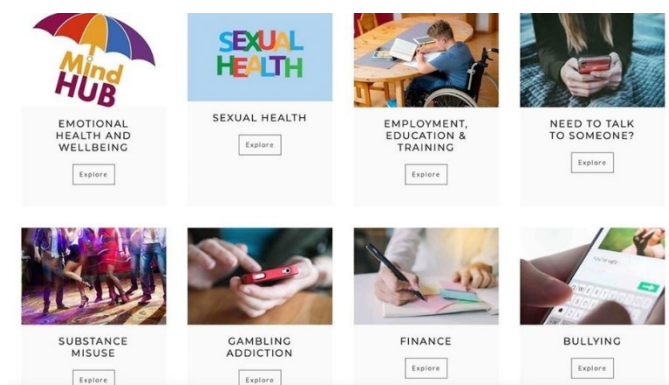 Mind
HUB
EMOTIONAL
HEALTH AND
WELLBEING
Explore
SEXUAL
HEALTH
SEXUAL HEALTH
Explore
EMPLOYMENT,
EDUCATION &
TRAINING
Explore
NEED TO TALK
TO SOMEONE?
Explore
SUBSTANCE
MISUSE
Explore
GAMBLING
ADDICTION
Explore
FINANCE
Explore
BULLYING
Explore